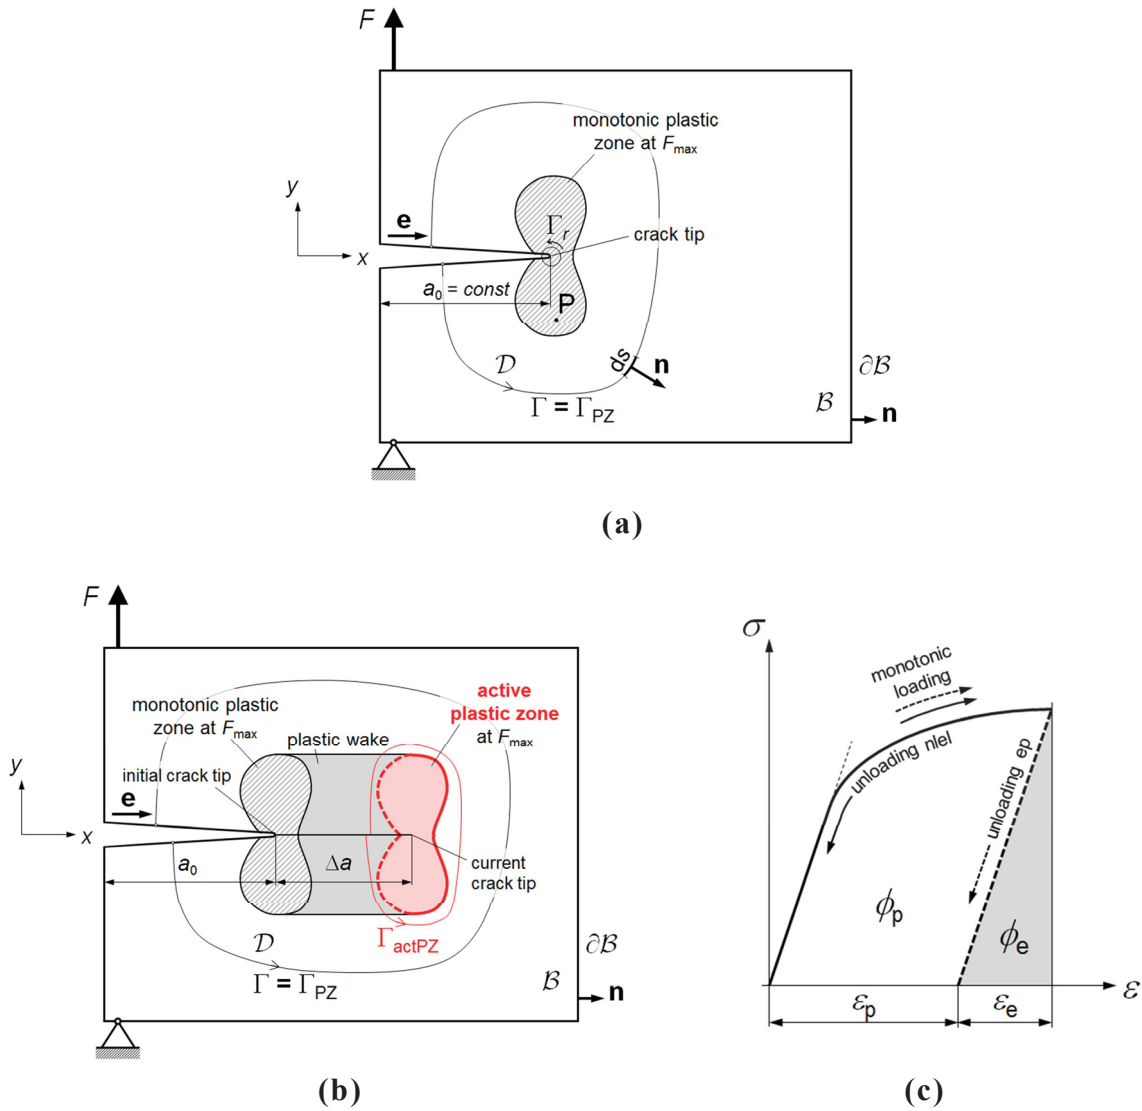 F
monotonic plastic
zone at Fmax
y
e
Γr
crack tip
x
a0 = const
P
D
ds
n
∂B
Γ = ΓPZ
B
n
(a)
F
active
plastic zone
at Fmax
monotonic plastic
zone at Fmax
plastic wake
y
initial crack tip
e
x
a0
Δa
current
crack tip
ΓactPZ
D
∂B
Γ = ΓPZ
B
n
(b)
σ
monotonic
loading
unloading nlel
unloading ep
ϕp
ϕe
ε
εp
εe
(c)